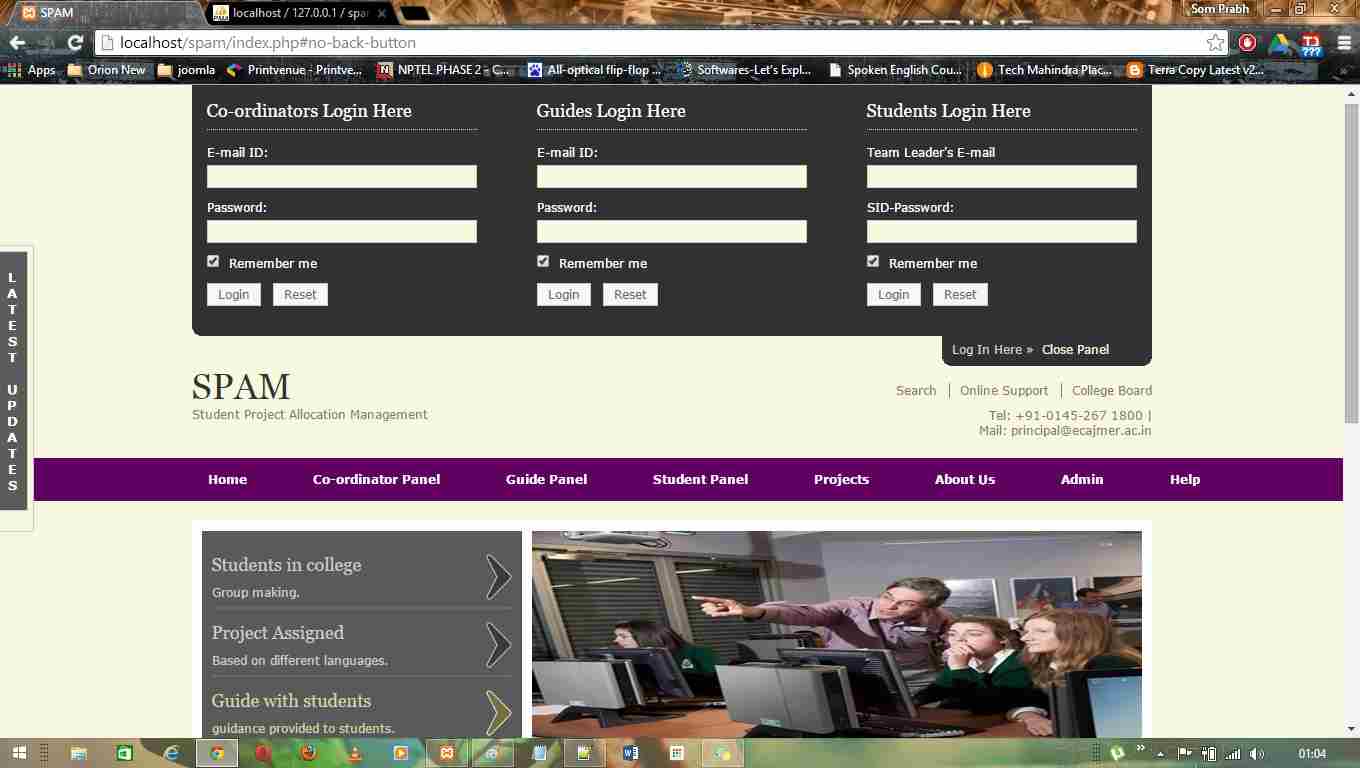 SPAM
localhost / 127.0.0.1 / spar
Som Prabh
WOLVERINE
localhost/spam/index.php#no-back-button
Apps Orion New joomla Printvenue - Printve... NPTEL PHASE 2 - C... All-optical flip-flop ... Softwares-Let's Expl... Spoken English Cou... Tech Mahindra Plac... Terra Copy Latest v2... »
TJ
???
Co-ordinators Login Here
E-mail ID:
Password:
Remember me
Login Reset
Guides Login Here
E-mail ID:
Password:
Remember me
Login Reset
Students Login Here
Team Leader's E-mail
SID-Password:
Remember me
Login Reset
Log In Here » Close Panel
LATEST UPDATES
SPAM
Student Project Allocation Management
Search | Online Support | College Board
Tel: +91-0145-267 1800 |
Mail: principal@ecajmer.ac.in
Home Co-ordinator Panel Guide Panel Student Panel Projects About Us Admin Help
Students in college
Group making.
Project Assigned
Based on different languages.
Guide with students
guidance provided to students.
01:04